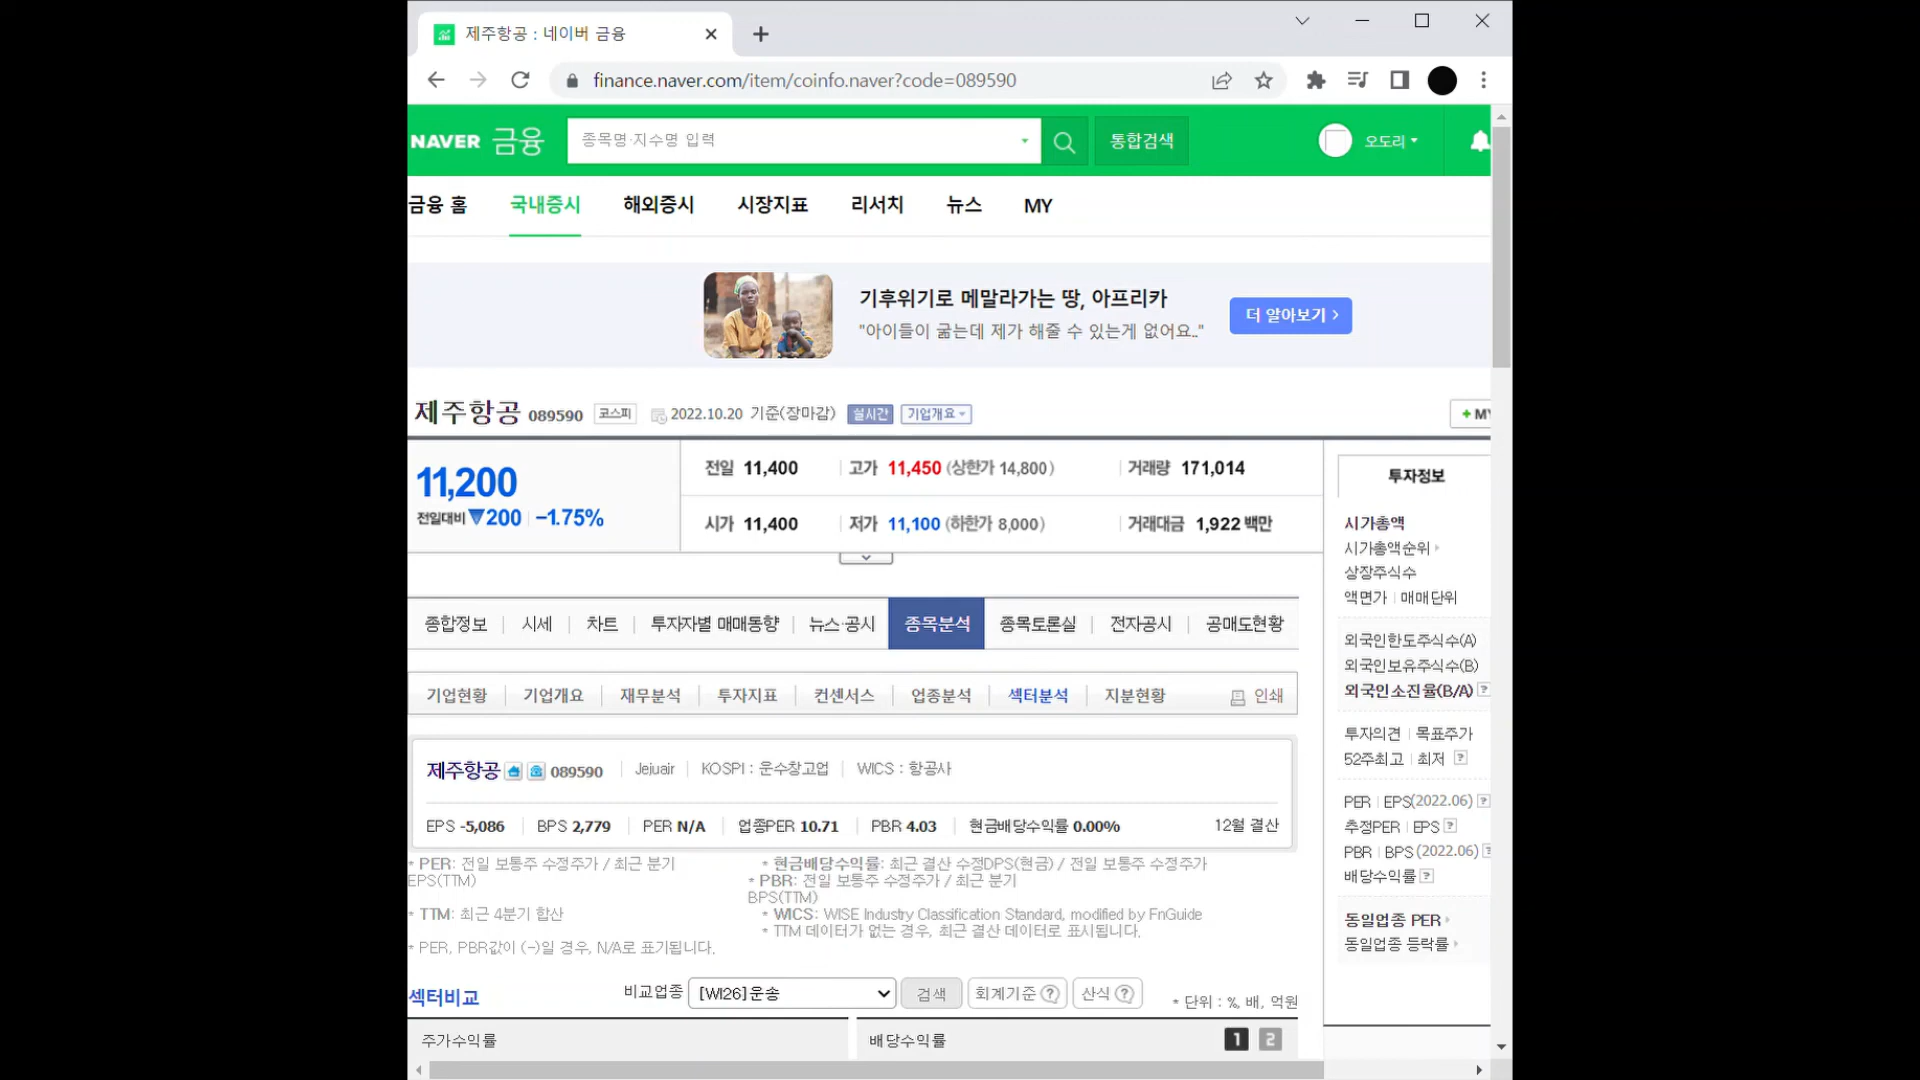 제주항공 : 네이버 금융
finance.naver.com/item/coinfo.naver?code=089590
NAVER 금융
종목명·지수명 입력
통합검색
오도리
금융 홈 국내증시 해외증시 시장지표 리서치 뉴스 MY
기후위기로 메말라가는 땅, 아프리카
"아이들이 굶는데 제가 해줄 수 있는게 없어요.."
더 알아보기
제주항공 089590 코스피 2022.10.20 기준(장마감) 실시간 기업개요
+ MY
11,200
전일대비 ▼200 -1.75%
전일 11,400 고가 11,450 (상한가 14,800) 거래량 171,014
시가 11,400 저가 11,100 (하한가 8,000) 거래대금 1,922 백만
종합정보 시세 차트 투자자별 매매동향 뉴스·공시 종목분석 종목토론실 전자공시 공매도현황
기업현황 기업개요 재무분석 투자지표 컨센서스 업종분석 섹터분석 지분현황 인쇄
제주항공 089590 Jejuair KOSPI : 운수창고업 WICS : 항공사
EPS -5,086 BPS 2,779 PER N/A 업종PER 10.71 PBR 4.03 현금배당수익률 0.00% 12월 결산
* PER: 전일 보통주 수정주가 / 최근 분기
EPS(TTM)
* TTM: 최근 4분기 합산
* PER, PBR값이 (-)일 경우, N/A로 표기됩니다.
* 현금배당수익률: 최근 결산 수정DPS(현금) / 전일 보통주 수정주가
* PBR: 전일 보통주 수정주가 / 최근 분기
BPS(TTM)
* WICS: WISE Industry Classification Standard, modified by FnGuide
* TTM 데이터가 없는 경우, 최근 결산 데이터로 표시됩니다.
섹터비교
비교업종 [WI26]운송 검색 회계기준 ? 산식 ?
* 단위 : %, 배, 억원
주가수익률
배당수익률
1 2
투자정보
시가총액
시가총액순위
상장주식수
액면가 매매단위
외국인한도주식수(A)
외국인보유주식수(B)
외국인소진율(B/A) ?
투자의견 목표주가
52주최고 최저 ?
PER EPS(2022.06) ?
추정PER EPS ?
PBR BPS (2022.06) ?
배당수익률 ?
동일업종 PER
동일업종 등락률